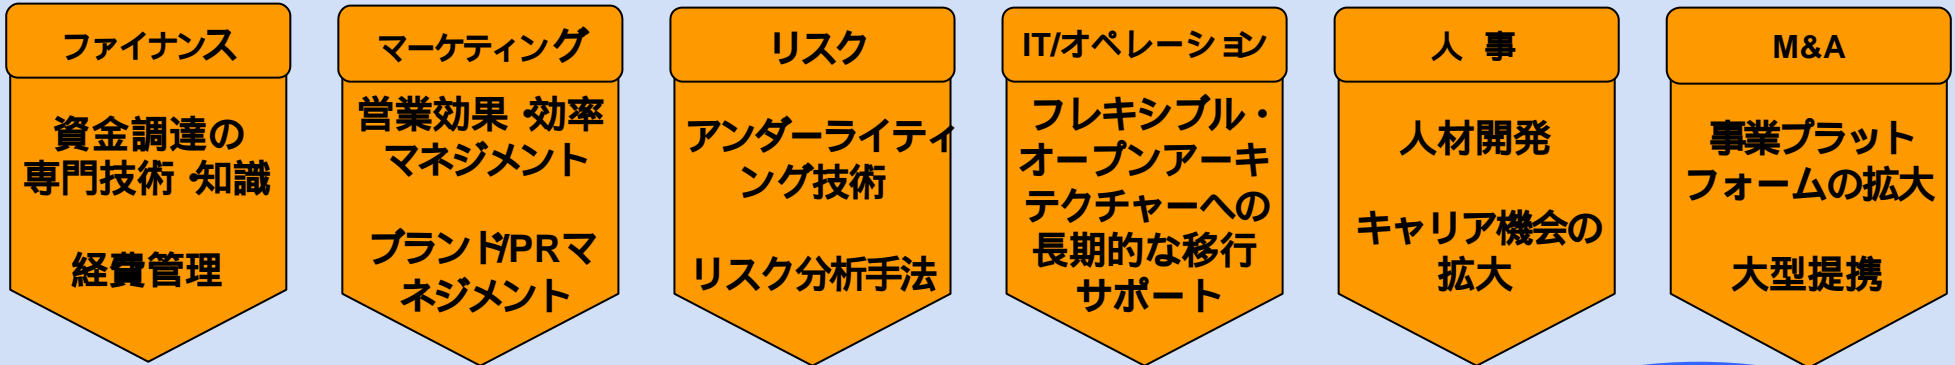 ファイナンス
資金調達の
専門技術・知識
経費管理
マーケティング
営業効果・効率
マネジメント
ブランド/PRマ
ネジメント
リスク
アンダーライティ
ング技術
リスク分析手法
IT/オペレーション
フレキシブル・
オープンアーキ
テクチャーへの
長期的な移行
サポート
人 事
人材開発
キャリア機会の
拡大
M&A
事業プラット
フォームの拡大
大型提携